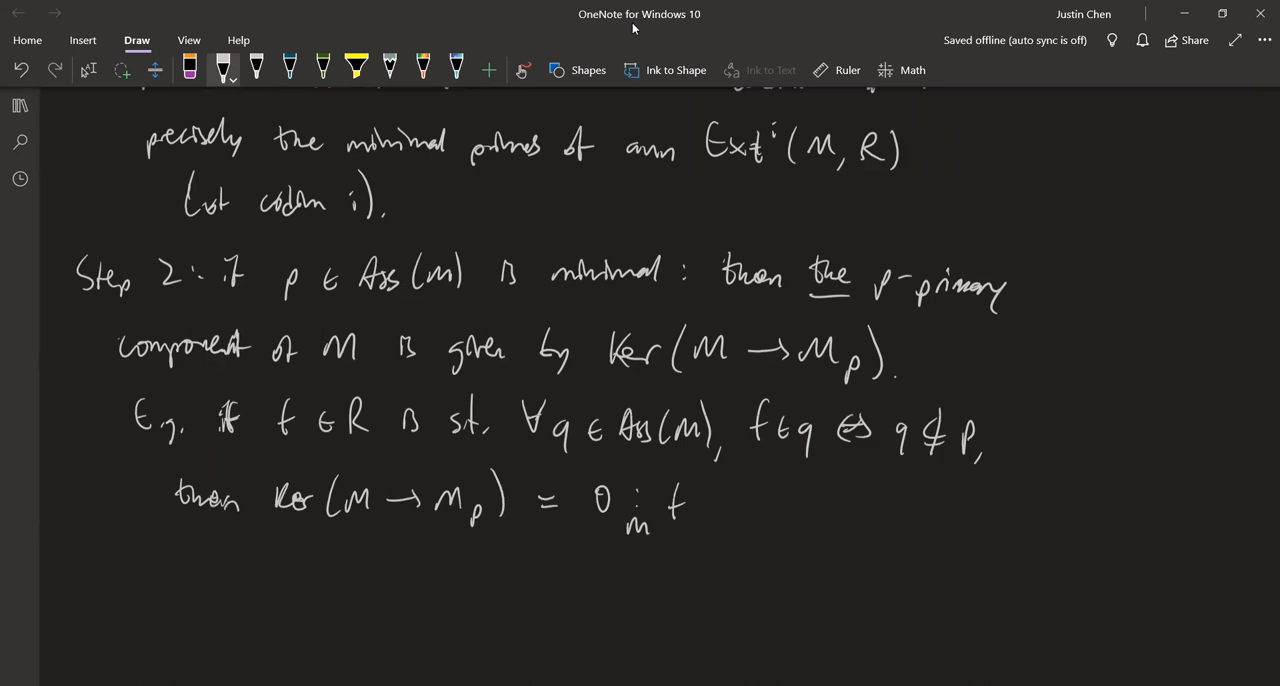 OneNote for Windows 10
Justin Chen
Home Insert Draw View Help
Saved offline (auto sync is off) Share
Shapes Ink to Shape Ink to Text Ruler Math
precisely the minimal primes of ann Ext^i (M, R)
(wt codim i).
Step 2: if p ∈ Ass(M) is minimal: then the p-primary
component of M is given by Ker(M → M_p).
E.g. if f ∈ R is st. ∀q ∈ Ass(M), f ∈ q ⇔ q ⊄ p,
then Ker(M → M_p) = 0 :_M f